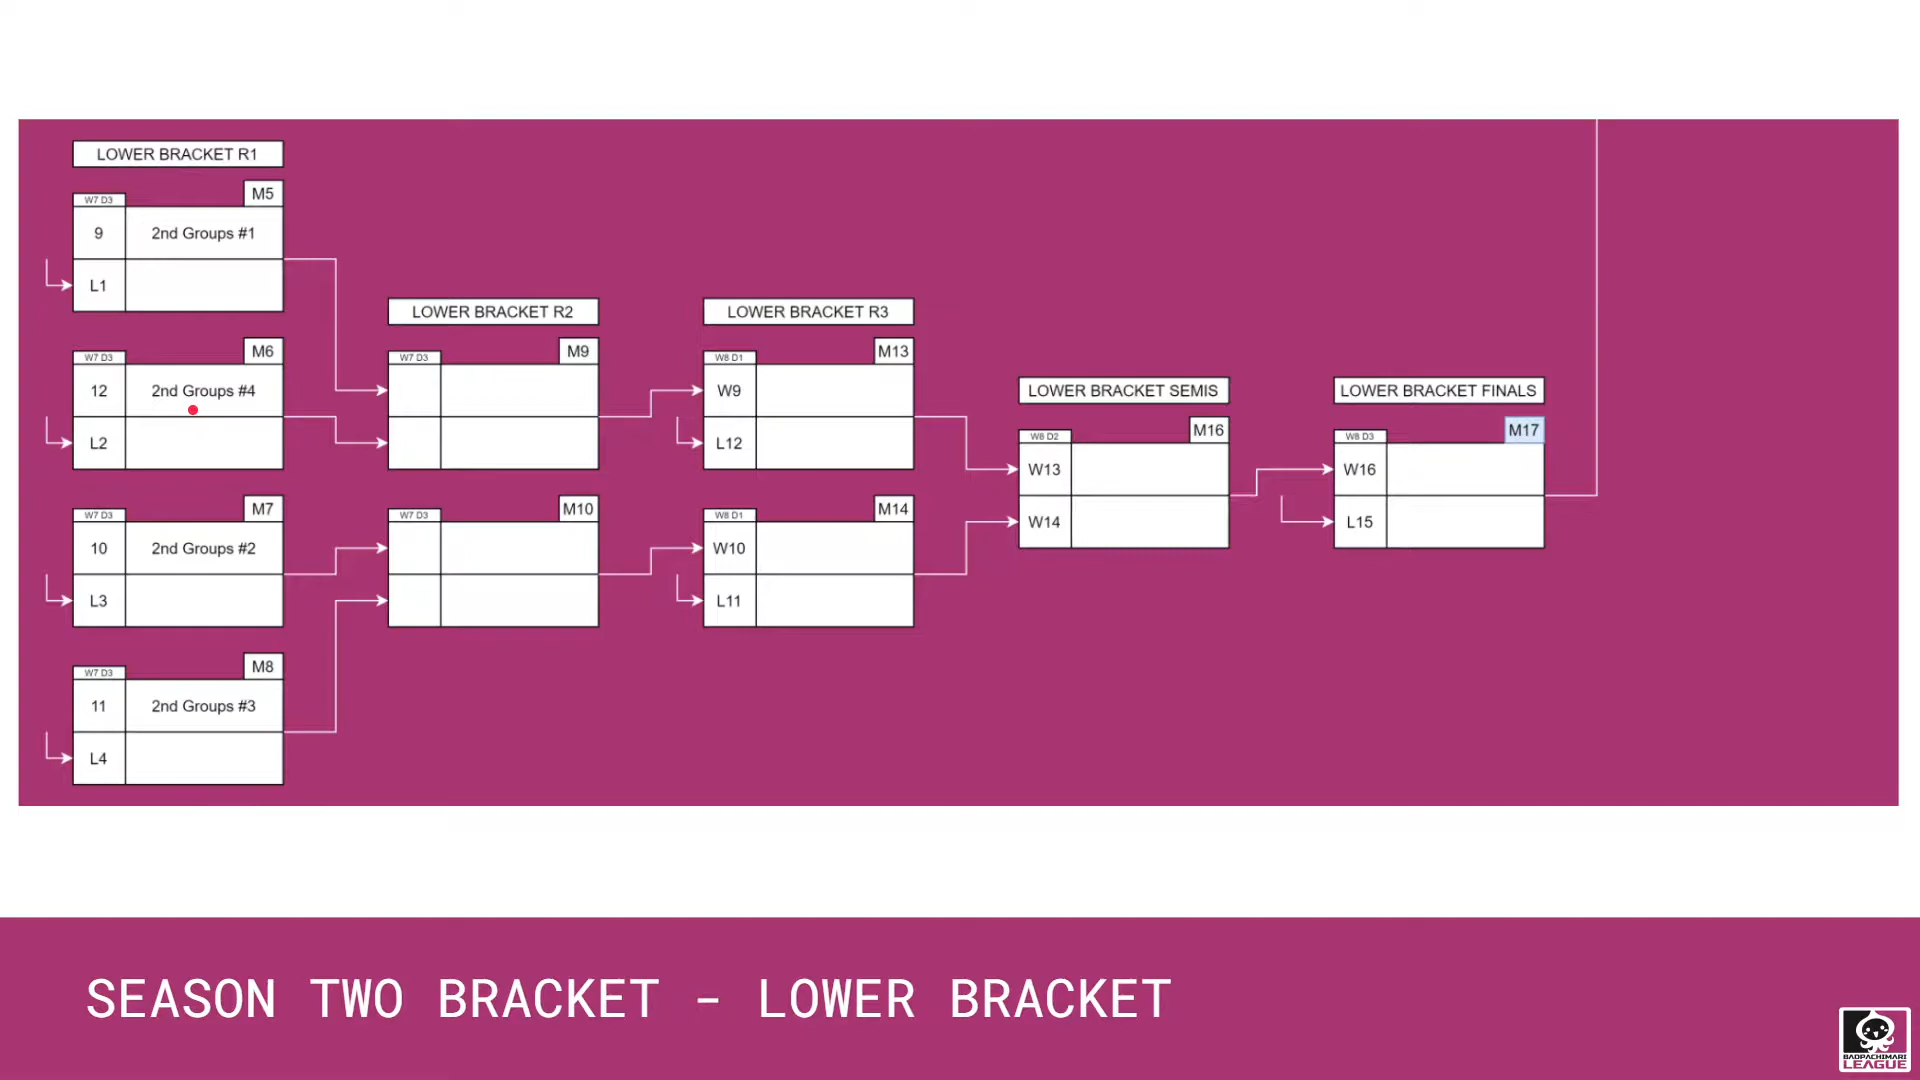 LOWER BRACKET R1
W7 D3
M5
9
2nd Groups #1
L1
W7 D3
M6
12
2nd Groups #4
L2
W7 D3
M7
10
2nd Groups #2
L3
W7 D3
M8
11
2nd Groups #3
L4
LOWER BRACKET R2
W7 D3
M9
W7 D3
M10
LOWER BRACKET R3
W8 D1
M13
W9
L12
W8 D1
M14
W10
L11
LOWER BRACKET SEMIS
W8 D2
M16
W13
W14
LOWER BRACKET FINALS
W8 D3
M17
W16
L15
SEASON TWO BRACKET - LOWER BRACKET
BADPACHIMARI
LEAGUE